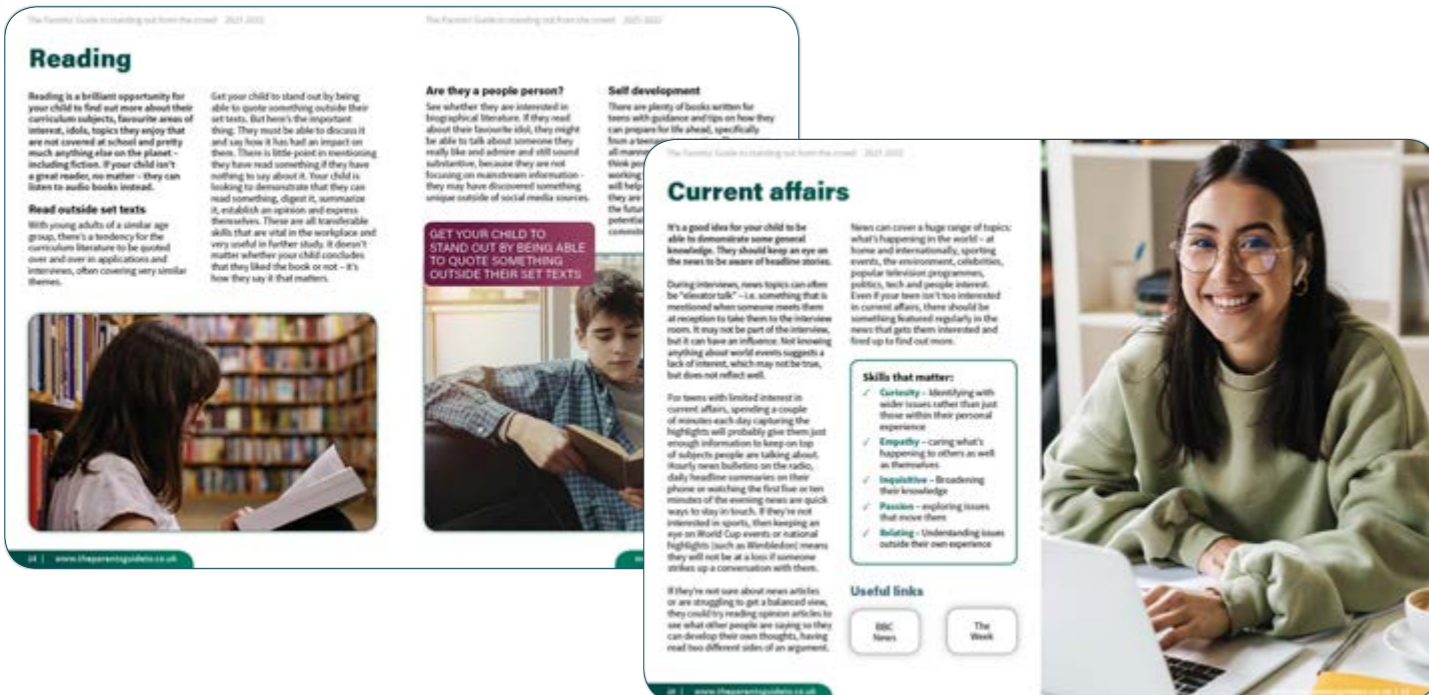 The Parents' Guide to standing out from the crowd 2021-2022
Reading
Reading is a brilliant opportunity for
your child to find out more about their
curriculum subjects, favourite areas of
interest, idols, topics they enjoy that
are not covered at school and pretty
much anything else on the planet –
including fiction. If your child isn't
a great reader, no matter – they can
listen to audio books instead.
Read outside set texts
With young adults of a similar age
group, there's a tendency for the
curriculum literature to be quoted
over and over in applications and
interviews, often covering very similar
themes.
Get your child to stand out by being
able to quote something outside their
set texts. But here's the important
thing. They must be able to discuss it
and say how it has had an impact on
them. There is little point in mentioning
they have read something if they have
nothing to say about it. Your child is
looking to demonstrate that they can
read something, digest it, summarize
it, establish an opinion and express
themselves. These are all transferable
skills that are vital in the workplace and
very useful in further study. It doesn't
matter whether your child concludes
that they liked the book or not – it's
how they say it that matters.
www.theparentsguideto.co.uk
The Parents' Guide to standing out from the crowd 2021-2022
Are they a people person?
See whether they are interested in
biographical literature. If they read
about their favourite idol, they might
be able to talk about someone they
really like and admire and still sound
substantive, because they are not
focusing on mainstream information -
they may have discovered something
unique outside of social media sources.
GET YOUR CHILD TO
STAND OUT BY BEING ABLE
TO QUOTE SOMETHING
OUTSIDE THEIR SET TEXTS
Self development
There are plenty of books written for
teens with guidance and tips on how they
can prepare for life ahead, specifically
from a
all
think
working
will help
they are
the
The Parents' Guide to standing out from the crowd 2021-2022
Current affairs
It's a good idea for your child to be
able to demonstrate some general
knowledge. They should keep an eye on
the news to be aware of headline stories.
During interviews, news topics can often
be "elevator talk" – i.e. something that is
mentioned when someone meets them
at reception to take them to the interview
room. It may not be part of the interview,
but it can have an influence. Not knowing
anything about world events suggests a
lack of interest, which may not be true,
but does not reflect well.
For teens with limited interest in
current affairs, spending a couple
of minutes each day capturing the
highlights will probably give them just
enough information to keep on top
of subjects people are talking about.
Hourly news bulletins on the radio,
daily headline summaries on their
phone or watching the first five or ten
minutes of the evening news are quick
ways to stay in touch. If they're not
interested in sports, then keeping an
eye on World Cup events or national
highlights (such as Wimbledon) means
they will not be at a loss if someone
strikes up a conversation with them.
If they're not sure about news articles
or are struggling to get a balanced view,
they could try reading opinion articles to
see what other people are saying so they
can develop their own thoughts, having
read two different sides of an argument.
News can cover a huge range of topics:
what's happening in the world – at
home and internationally, sporting
events, the environment, celebrities,
popular television programmes,
politics, tech and people interest.
Even if your teen isn't too interested
in current affairs, there should be
something featured regularly in the
news that gets them interested and
fired up to find out more.
Skills that matter:
✓ Curiosity – Identifying with
wider issues rather than just
those within their personal
experience
✓ Empathy – caring what's
happening to others as well
as themselves
✓ Inquisitive – Broadening
their knowledge
✓ Passion – exploring issues
that move them
✓ Relating – Understanding issues
outside their own experience
Useful links
BBC
News
The
Week
www.theparentsguideto.co.uk